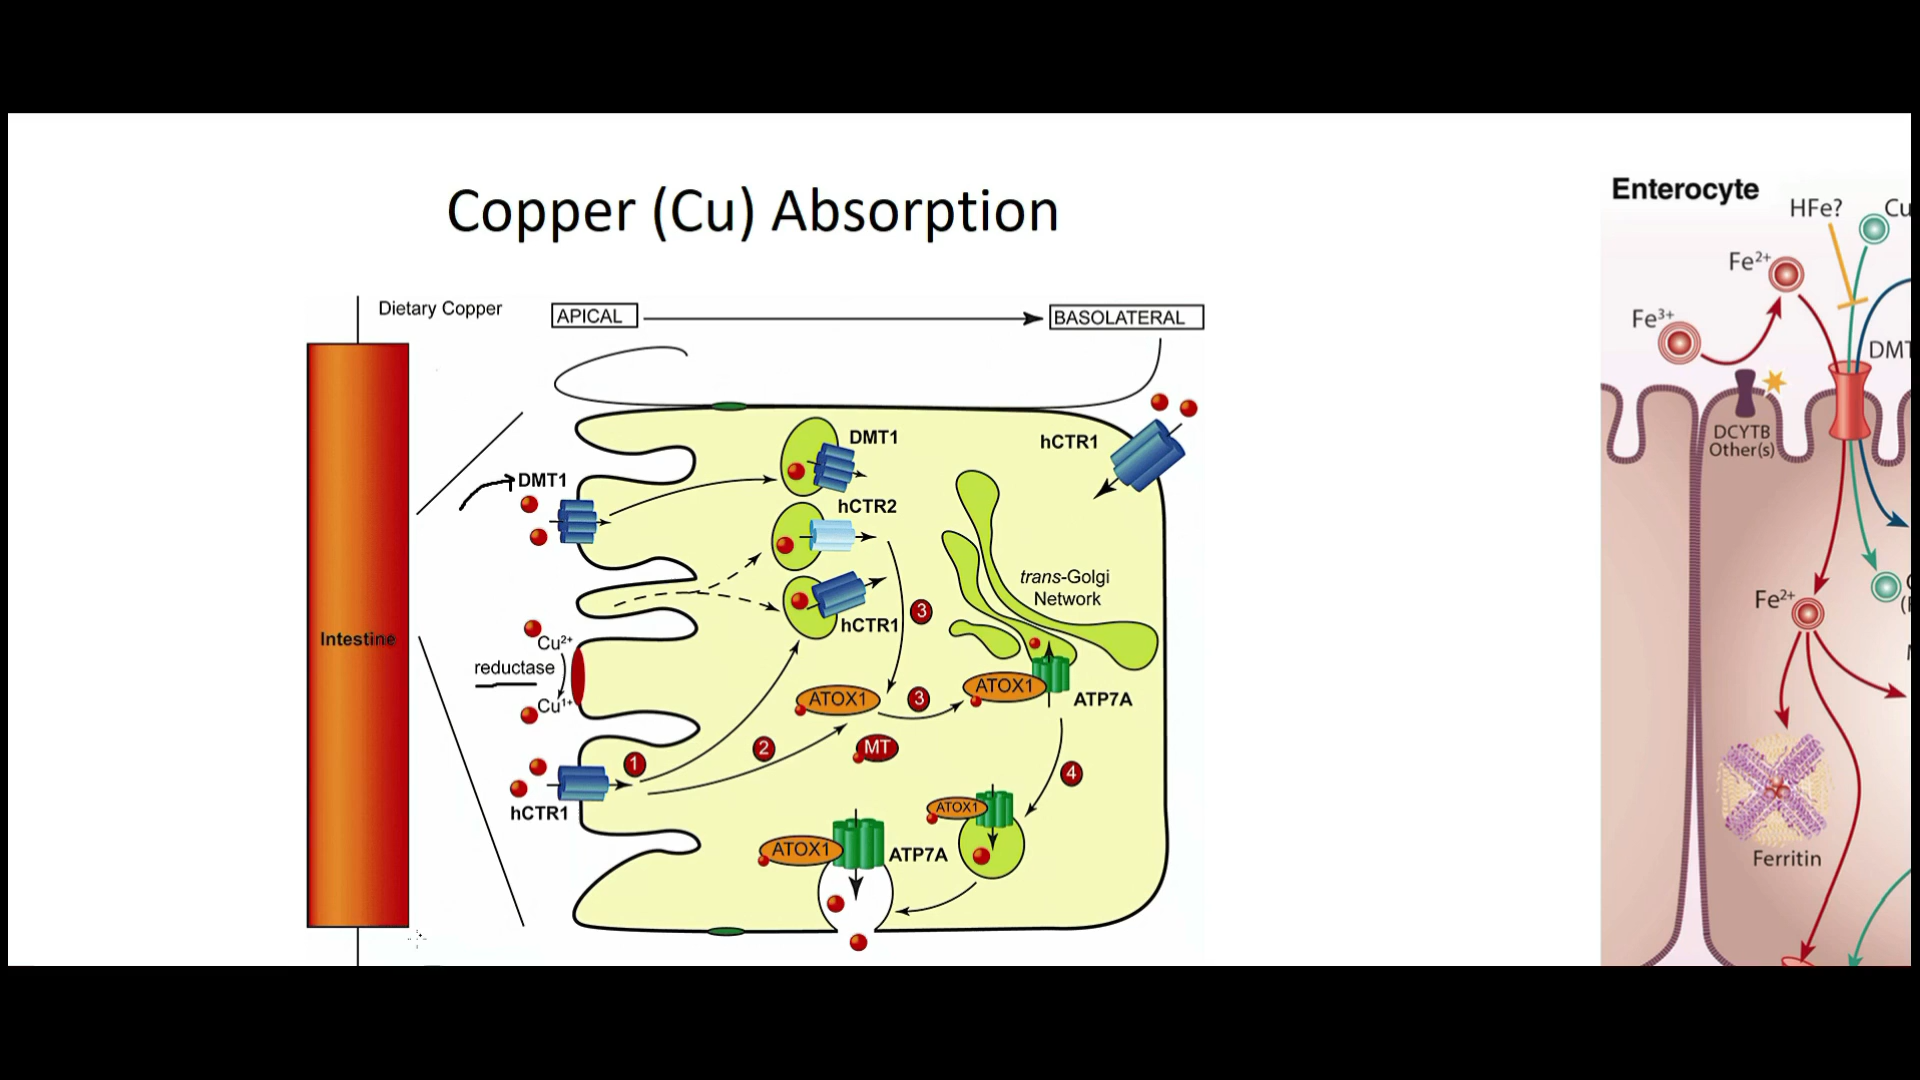 Copper (Cu) Absorption
Dietary Copper
APICAL
BASOLATERAL
DMT1
hCTR1
DMT1
hCTR2
trans-Golgi
Network
hCTR1
3
Intestine
Cu2+
reductase
Cu1+
ATOX1
3
ATOX1
ATP7A
MT
2
1
4
hCTR1
ATOX1
ATOX1
ATP7A
Enterocyte
HFe?
Cu
Fe2+
Fe3+
DMT
DCYTB
Other(s)
Fe2+
Ferritin